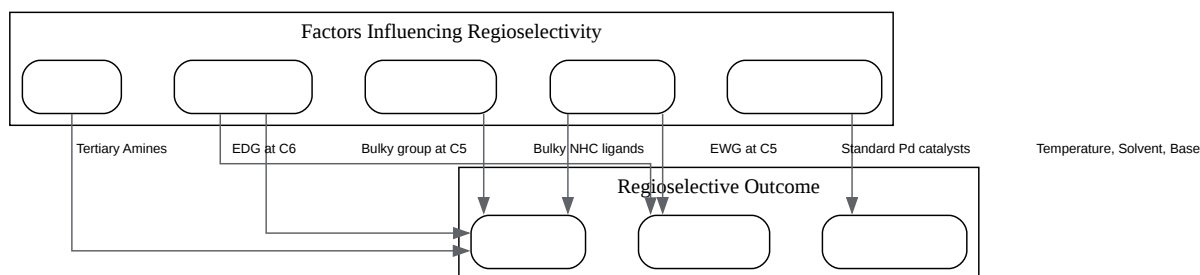 Factors Influencing Regioselectivity
Tertiary Amines
EDG at C6
Bulky group at C5
Bulky NHC ligands
EWG at C5
Standard Pd catalysts
Temperature, Solvent, Base
Regioselective Outcome